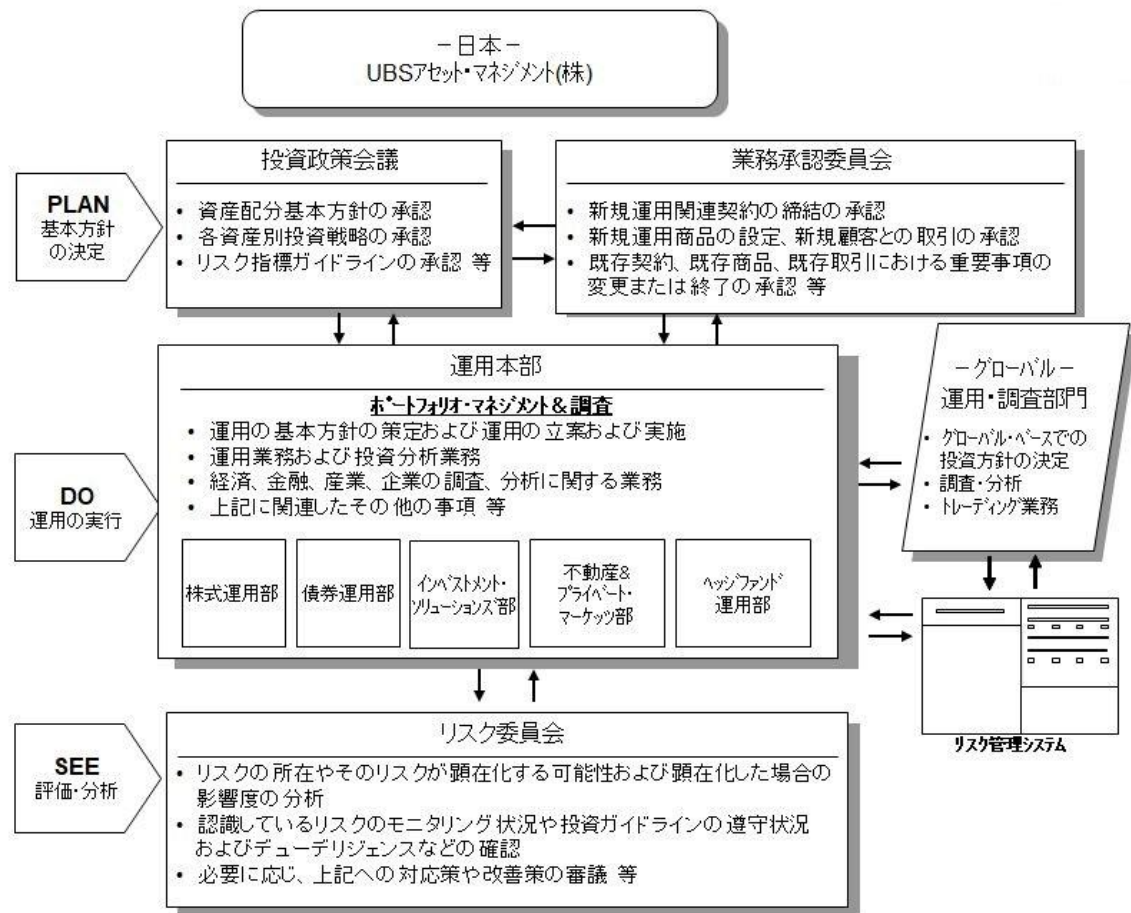 －日本－
UBSアセット・マネジメント(株)
PLAN
基本方針
の決定
投資政策会議
• 資産配分基本方針の承認
• 各資産別投資戦略の承認
• リスク指標ガイドラインの承認 等
業務承認委員会
• 新規運用関連契約の締結の承認
• 新規運用商品の設定、新規顧客との取引の承認
• 既存契約、既存商品、既存取引における重要事項の
変更または終了の承認 等
DO
運用の実行
運用本部
ポートフォリオ・マネジメント&調査
• 運用の基本方針の策定および運用の立案および実施
• 運用業務および投資分析業務
• 経済、金融、産業、企業の調査、分析に関する業務
• 上記に関連したその他の事項 等
株式運用部
債券運用部
インベストメント・
ソリューションズ部
不動産&
プライベート・
マーケッツ部
ヘッジファンド
運用部
－グローバル－
運用・調査部門
• グローバル・ベースでの
投資方針の決定
• 調査・分析
• トレーディング業務
リスク管理システム
SEE
評価・分析
リスク委員会
• リスクの所在やそのリスクが顕在化する可能性および顕在化した場合の
影響度の分析
• 認識しているリスクのモニタリング状況や投資ガイドラインの遵守状況
およびデューデリジェンスなどの確認
• 必要に応じ、上記への対応策や改善策の審議 等